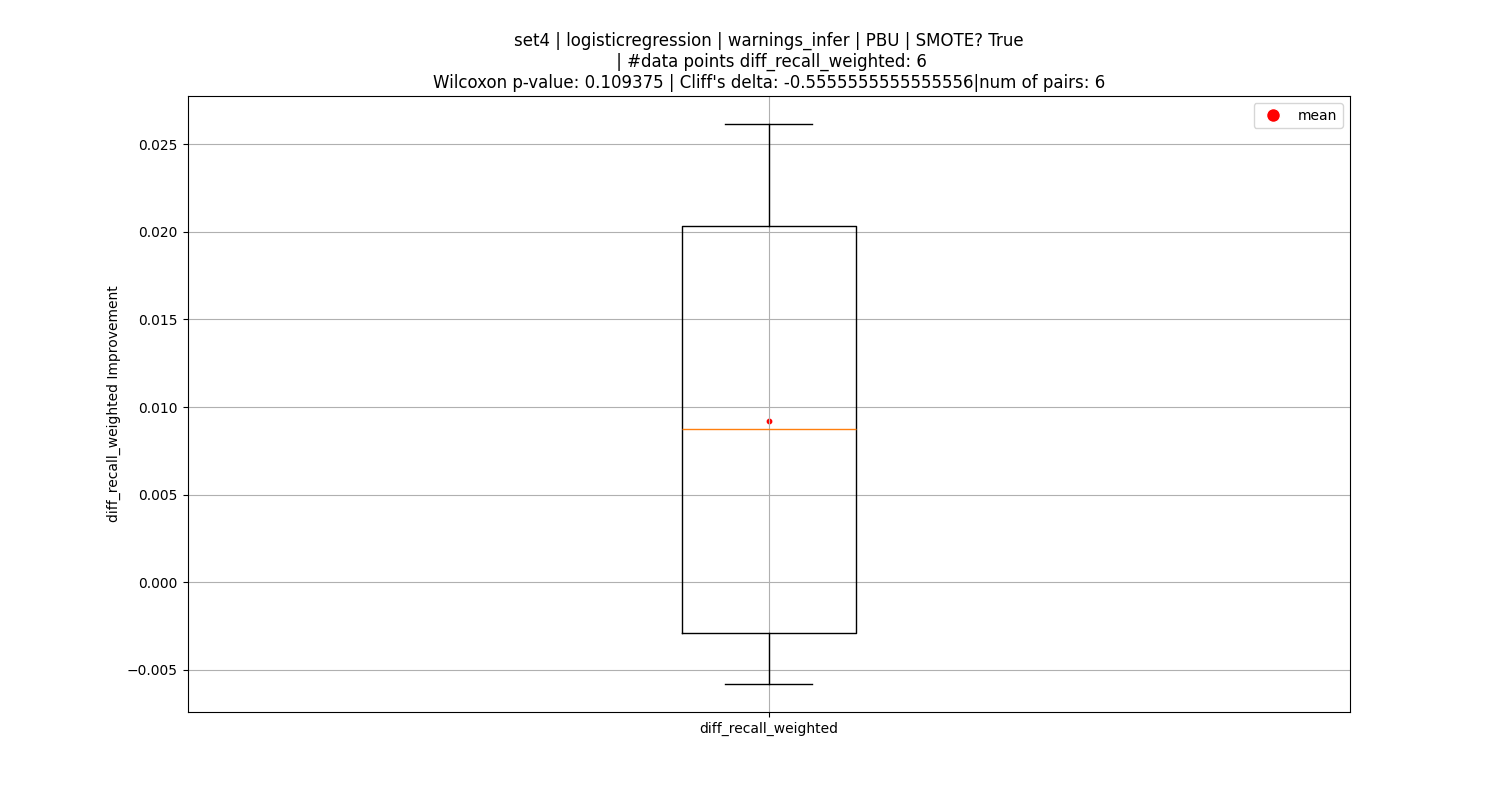 set4 | logisticregression | warnings_infer | PBU | SMOTE? True
| #data points diff_recall_weighted: 6
Wilcoxon p-value: 0.109375 | Cliff's delta: -0.5555555555555556|num of pairs: 6
mean
0.025
0.020
0.015
0.010
0.005
0.000
−0.005
diff_recall_weighted Improvement
diff_recall_weighted